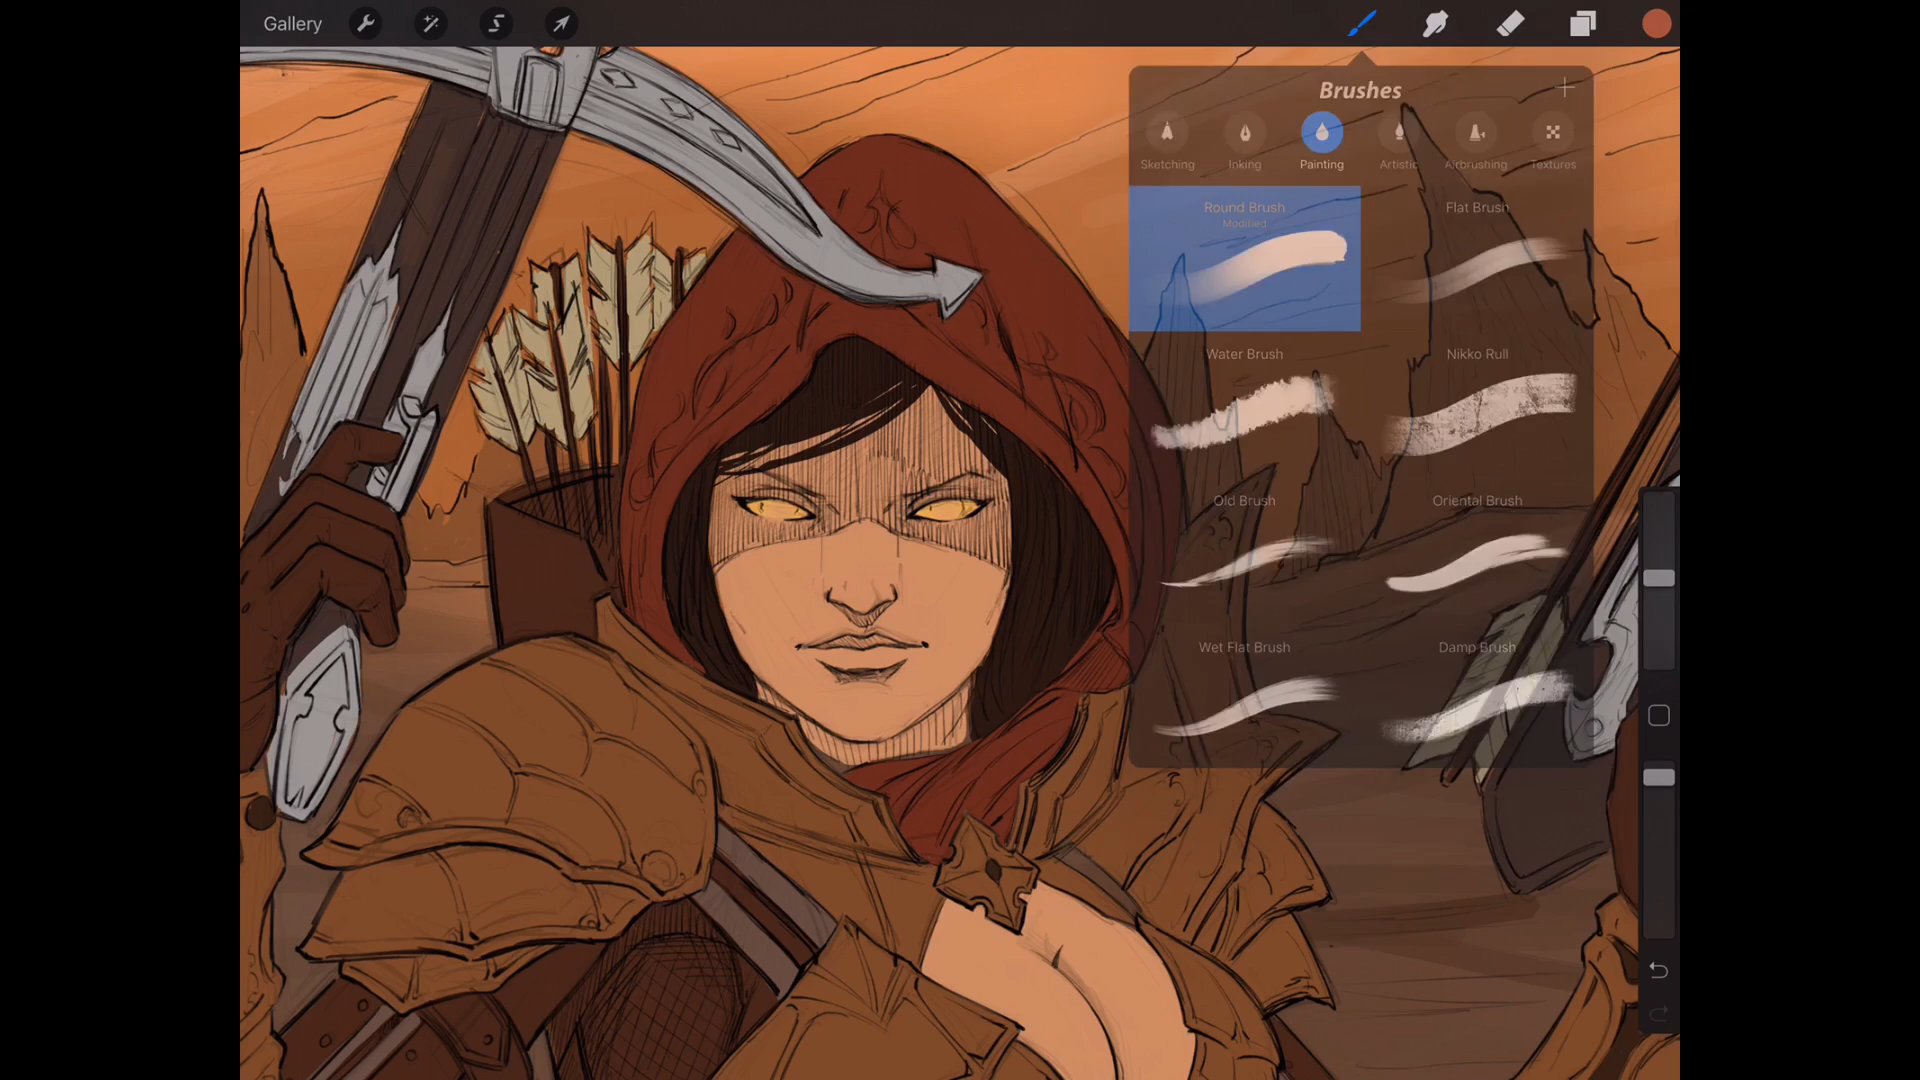 Gallery
Brushes
Sketching
Inking
Painting
Artistic
Airbrushing
Textures
Round Brush
Modified
Flat Brush
Water Brush
Nikko Rull
Old Brush
Oriental Brush
Wet Flat Brush
Damp Brush